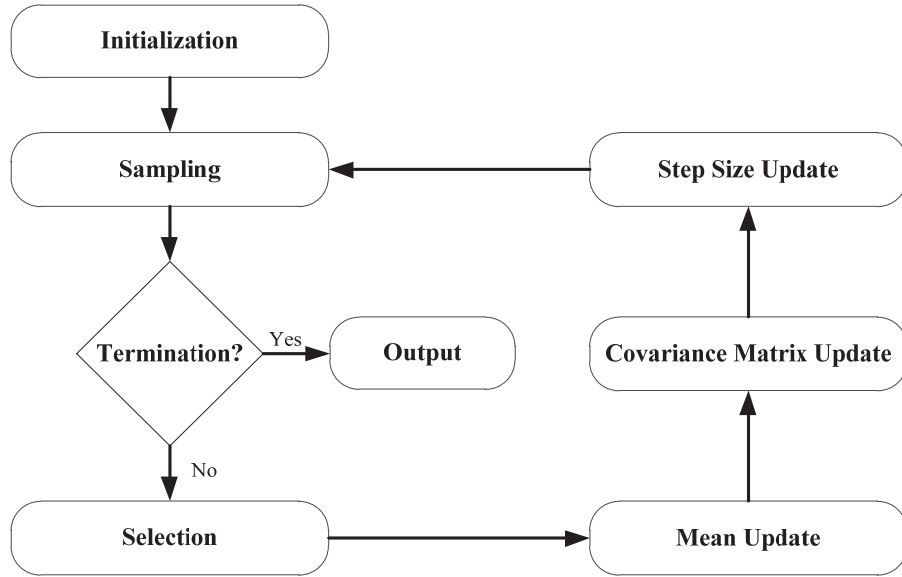 Initialization
Sampling
Step Size Update
Termination?
Yes
Output
Covariance Matrix Update
No
Selection
Mean Update